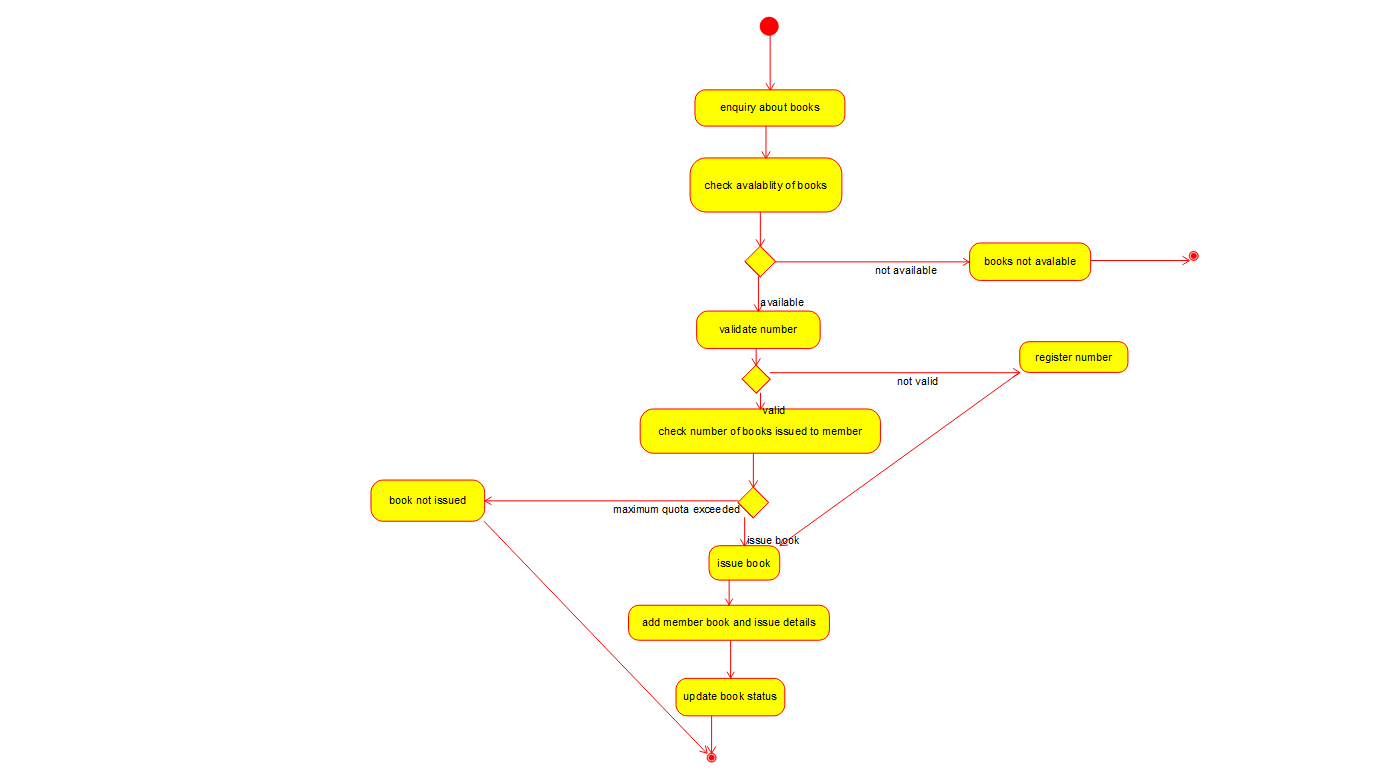 enquiry about books
check avalablity of books
not available
books not avalable
available
validate number
not valid
register number
valid
check number of books issued to member
book not issued
maximum quota exceeded
issue book
issue book
add member book and issue details
update book status